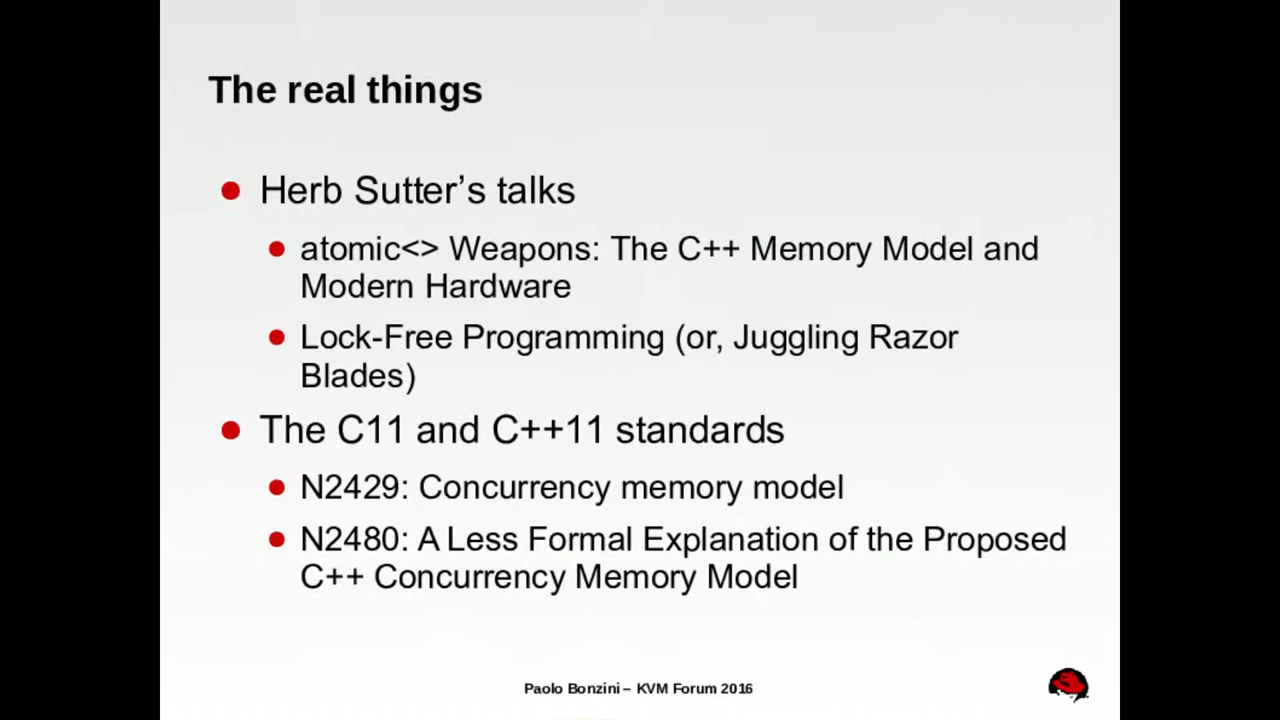 The real things
Herb Sutter’s talks
atomic<> Weapons: The C++ Memory Model and
Modern Hardware
Lock-Free Programming (or, Juggling Razor
Blades)
The C11 and C++11 standards
N2429: Concurrency memory model
N2480: A Less Formal Explanation of the Proposed
C++ Concurrency Memory Model
Paolo Bonzini – KVM Forum 2016